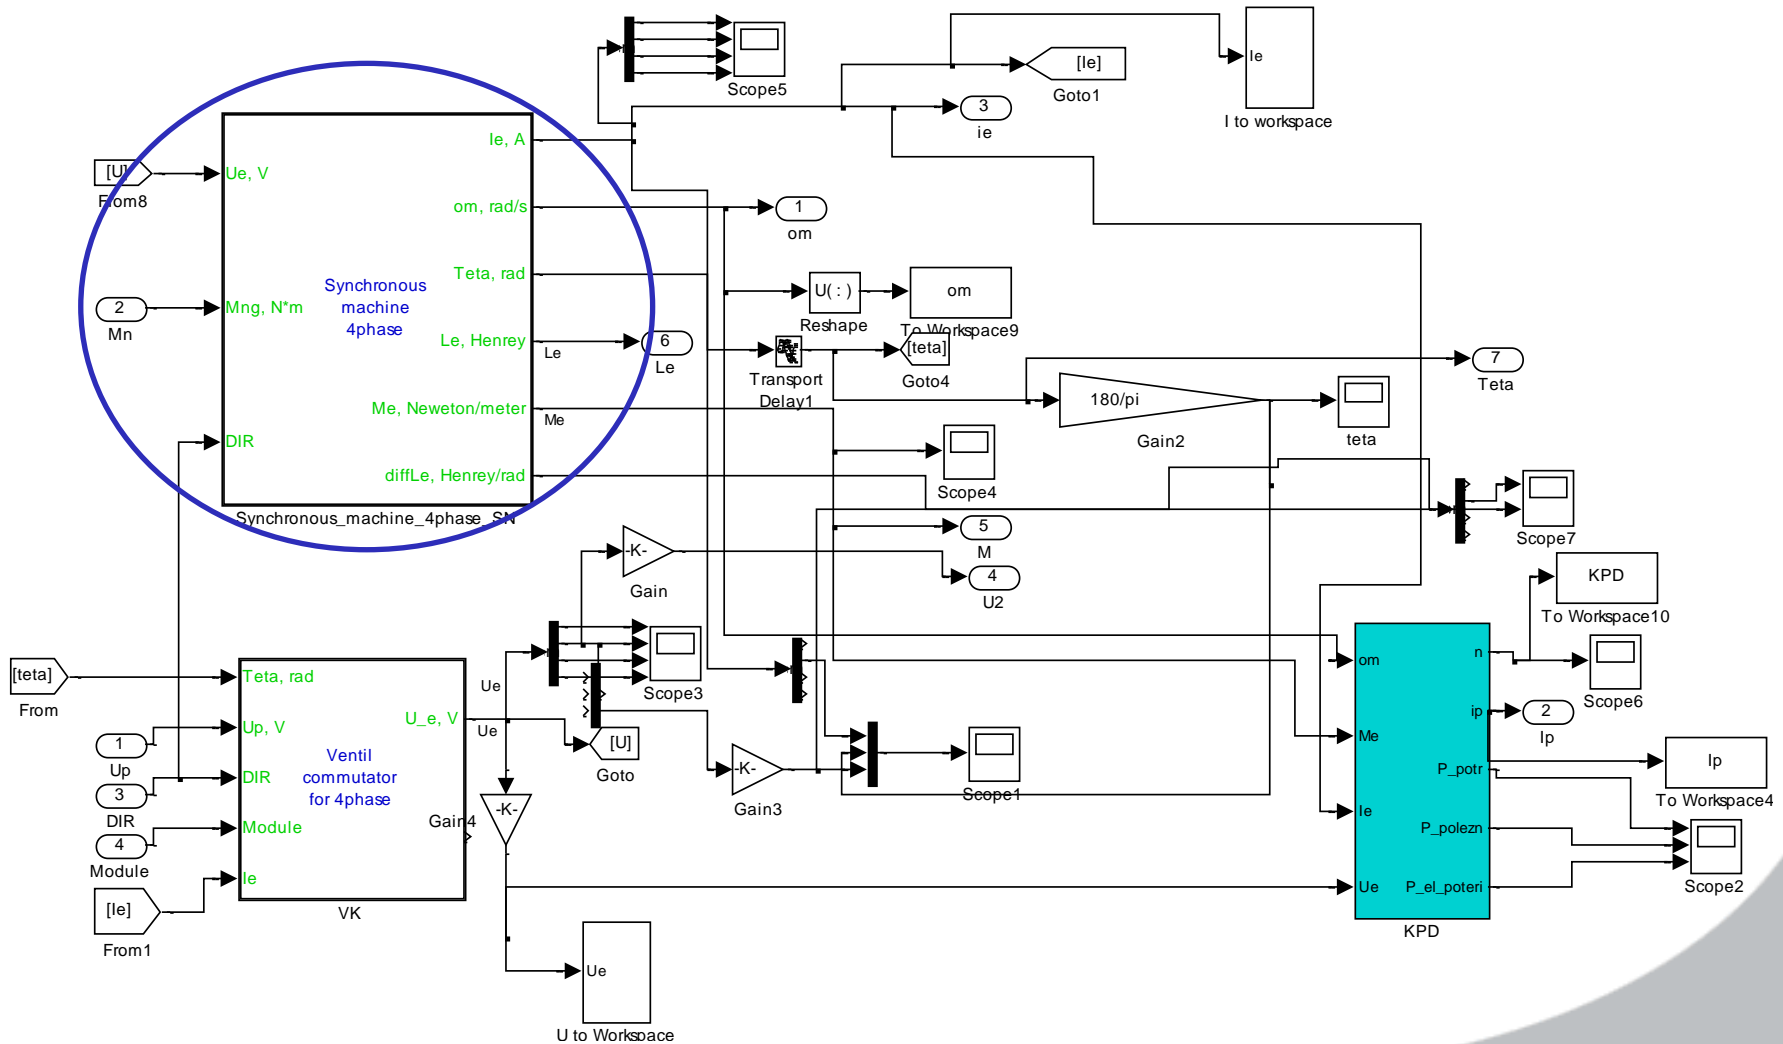 Scope5
[Ie]
Goto1
Ie
I to workspace
3
ie
Ie, A
[U]
From8
Ue, V
om, rad/s
1
om
Teta, rad
Synchronous
machine
4phase
2
Mn
Mng, N*m
U( : )
Reshape
om
To Workspace9
Le, Henrey
Le
6
Le
Transport
Delay1
[teta]
Goto4
7
Teta
180/pi
Gain2
teta
Me, Neweton/meter
Me
DIR
Scope4
diffLe, Henrey/rad
Synchronous_machine_4phase_SN
Scope7
5
M
-K-
Gain
4
U2
KPD
To Workspace10
[teta]
From
Teta, rad
Up, V
DIR
Module
Ie
U_e, V
Ventil
commutator
for 4phase
VK
1
Up
3
DIR
4
Module
[Ie]
From1
Ue
Ue
Scope3
[U]
Goto
-K-
Gain3
-K-
Gain4
Scope1
om
Me
Ie
Ue
n
ip
P_potr
P_polezn
P_el_poteri
KPD
Scope6
2
Ip
Ip
To Workspace4
Scope2
Ue
U to Workspace